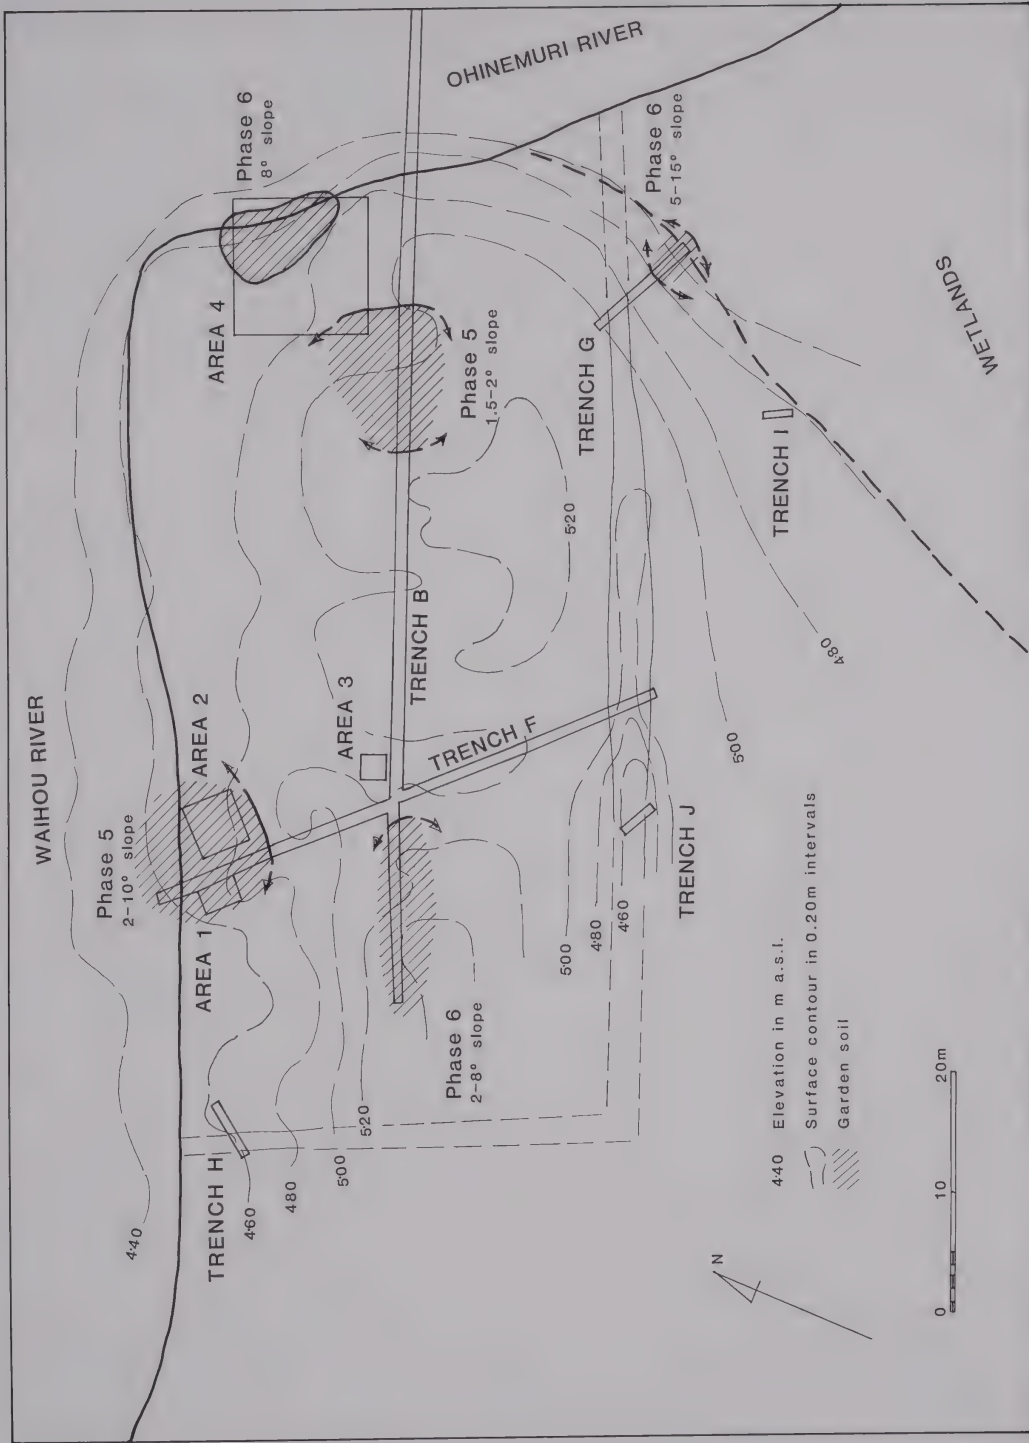 WAIHOU RIVER
OHINEMURI RIVER
WETLANDS
Phase 5
2–10° slope
AREA 1
AREA 2
AREA 3
AREA 4
Phase 6
8° slope
Phase 5
1.5–2° slope
Phase 6
5–15° slope
Phase 6
2–8° slope
TRENCH B
TRENCH F
TRENCH G
TRENCH H
TRENCH I
TRENCH J
4·40
4·60
4·80
5·00
5·20
5·20
5·00
4·80
4·60
5·00
4·80
N
4·40 Elevation in m a.s.l.
Surface contour in 0.20m intervals
Garden soil
0 10 20m